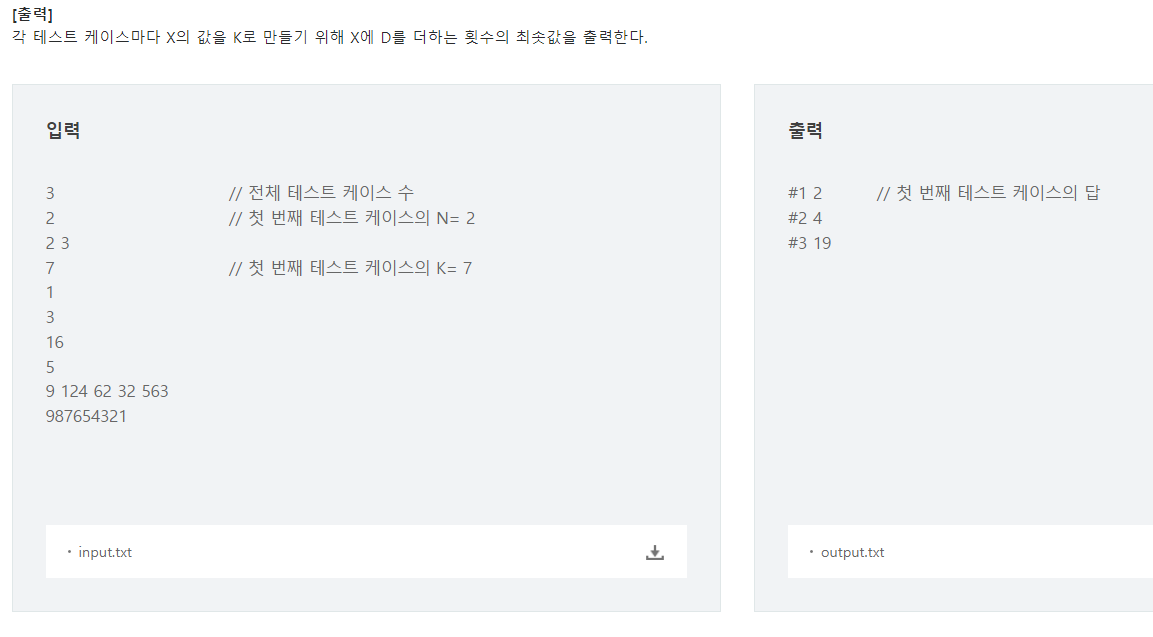 [출력]
각 테스트 케이스마다 X의 값을 K로 만들기 위해 X에 D를 더하는 횟수의 최솟값을 출력한다.
입력
3 // 전체 테스트 케이스 수
2 // 첫 번째 테스트 케이스의 N= 2
2 3
7 // 첫 번째 테스트 케이스의 K= 7
1
3
16
5
9 124 62 32 563
987654321
· input.txt
출력
#1 2 // 첫 번째 테스트 케이스의 답
#2 4
#3 19
· output.txt